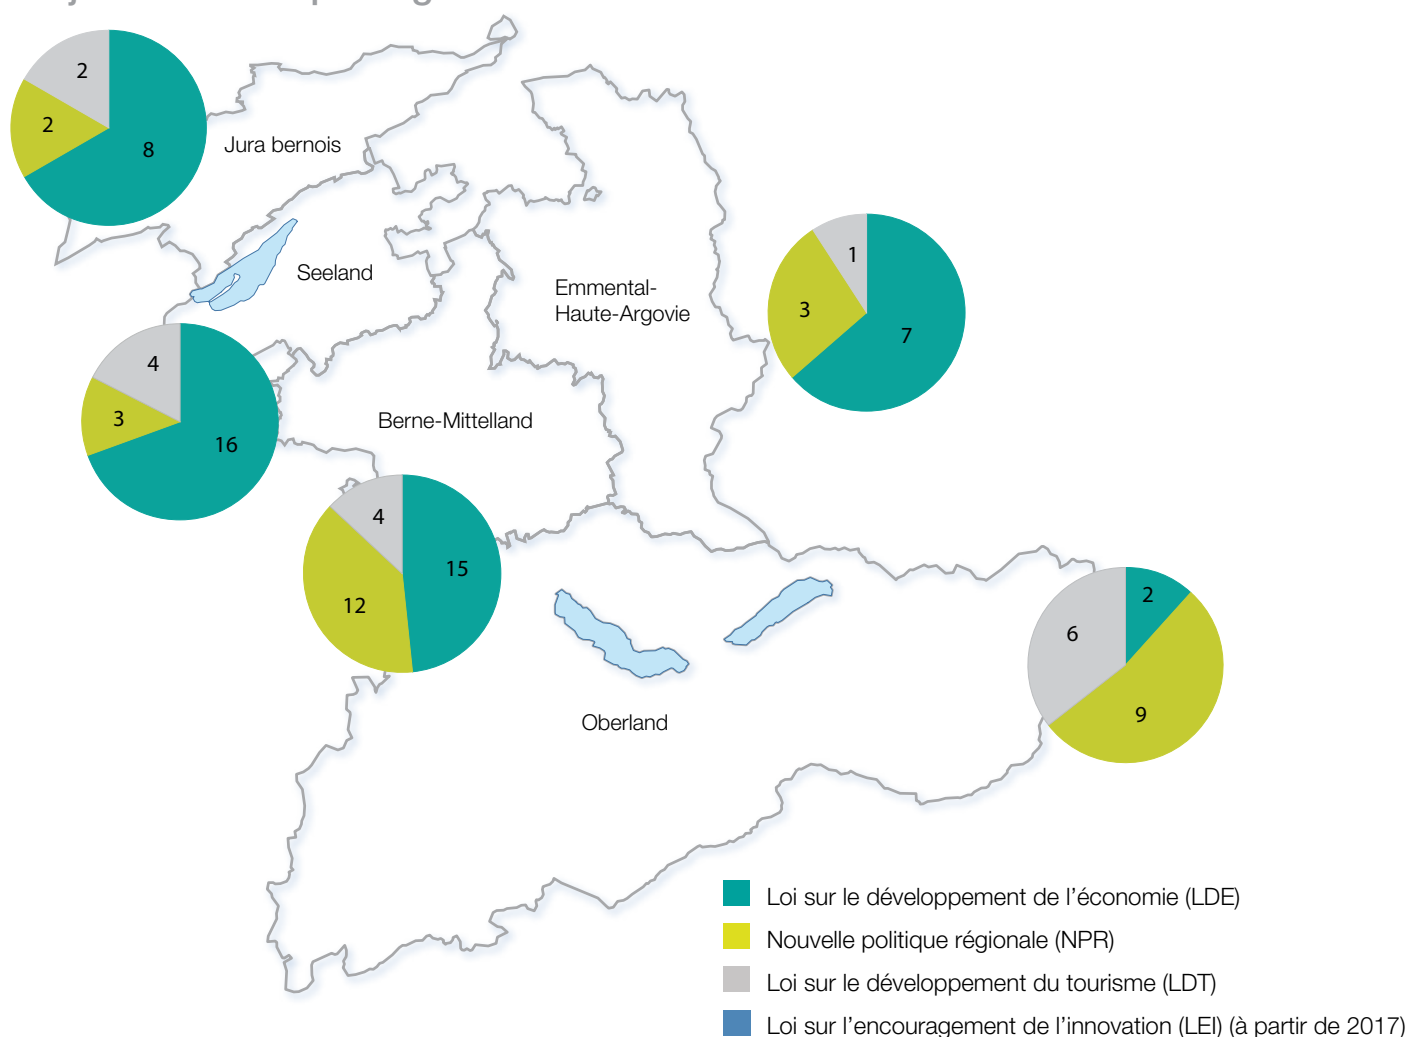 2
2
8
Jura bernois
Seeland
Emmental-
Haute-Argovie
1
3
7
4
3
16
Berne-Mittelland
4
15
12
2
6
9
Oberland
Loi sur le développement de l’économie (LDE)
Nouvelle politique régionale (NPR)
Loi sur le développement du tourisme (LDT)
Loi sur l’encouragement de l’innovation (LEI) (à partir de 2017)